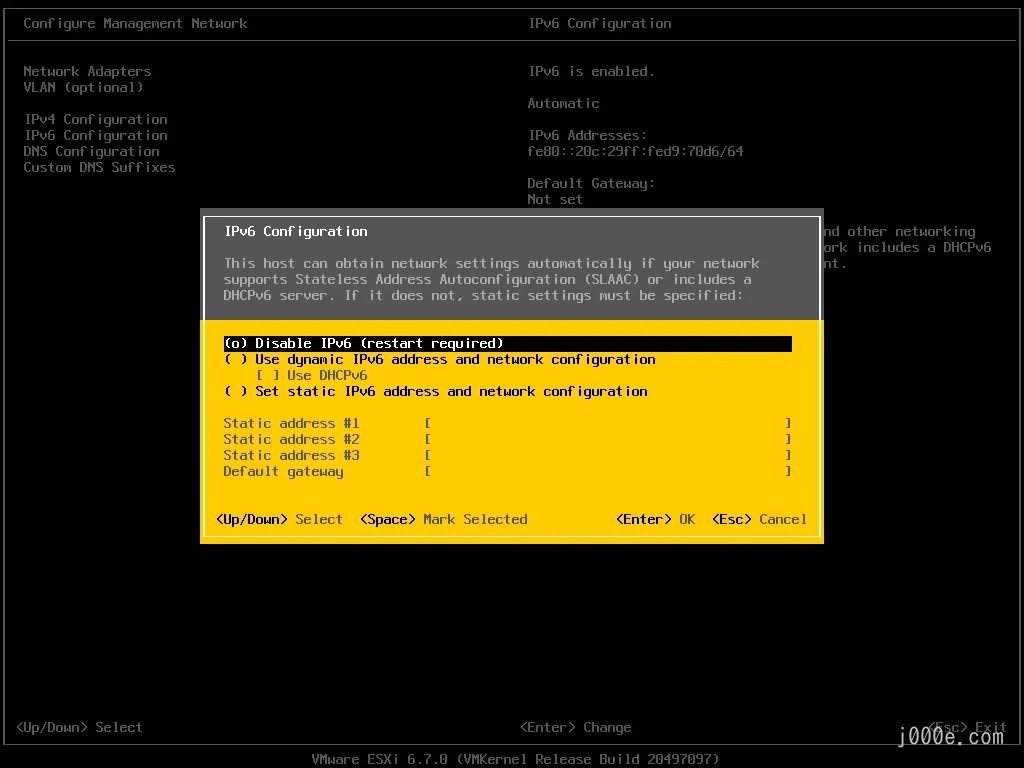 Configure Management Network
IPv6 Configuration
Network Adapters
VLAN (optional)
IPv4 Configuration
IPv6 Configuration
DNS Configuration
Custom DNS Suffixes
IPv6 is enabled.
Automatic
IPv6 Addresses:
fe80::20c:29ff:fed9:70d6/64
Default Gateway:
Not set
nd other networking
ork includes a DHCPv6
nt.
IPv6 Configuration
This host can obtain network settings automatically if your network
supports Stateless Address Autoconfiguration (SLAAC) or includes a
DHCPv6 server. If it does not, static settings must be specified:
(o) Disable IPv6 (restart required)
( ) Use dynamic IPv6 address and network configuration
[ ] Use DHCPv6
( ) Set static IPv6 address and network configuration
Static address #1 [ ]
Static address #2 [ ]
Static address #3 [ ]
Default gateway [ ]
<Up/Down> Select <Space> Mark Selected <Enter> OK <Esc> Cancel
<Up/Down> Select <Enter> Change <Esc> Exit
j000e.com
VMware ESXi 6.7.0 (VMKernel Release Build 20497097)